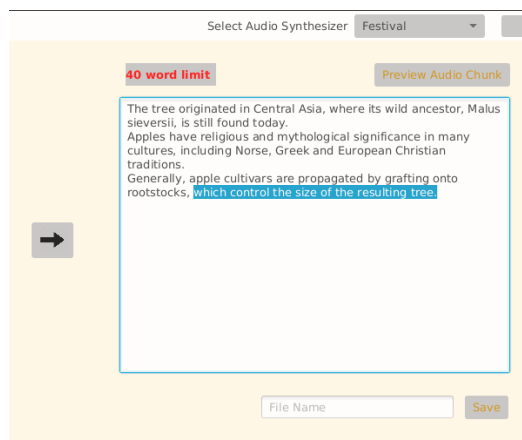 Select Audio Synthesizer Festival
40 word limit Preview Audio Chunk
The tree originated in Central Asia, where its wild ancestor, Malus
sieversii, is still found today.
Apples have religious and mythological significance in many
cultures, including Norse, Greek and European Christian
traditions.
Generally, apple cultivars are propagated by grafting onto
rootstocks, which control the size of the resulting tree.
File Name Save